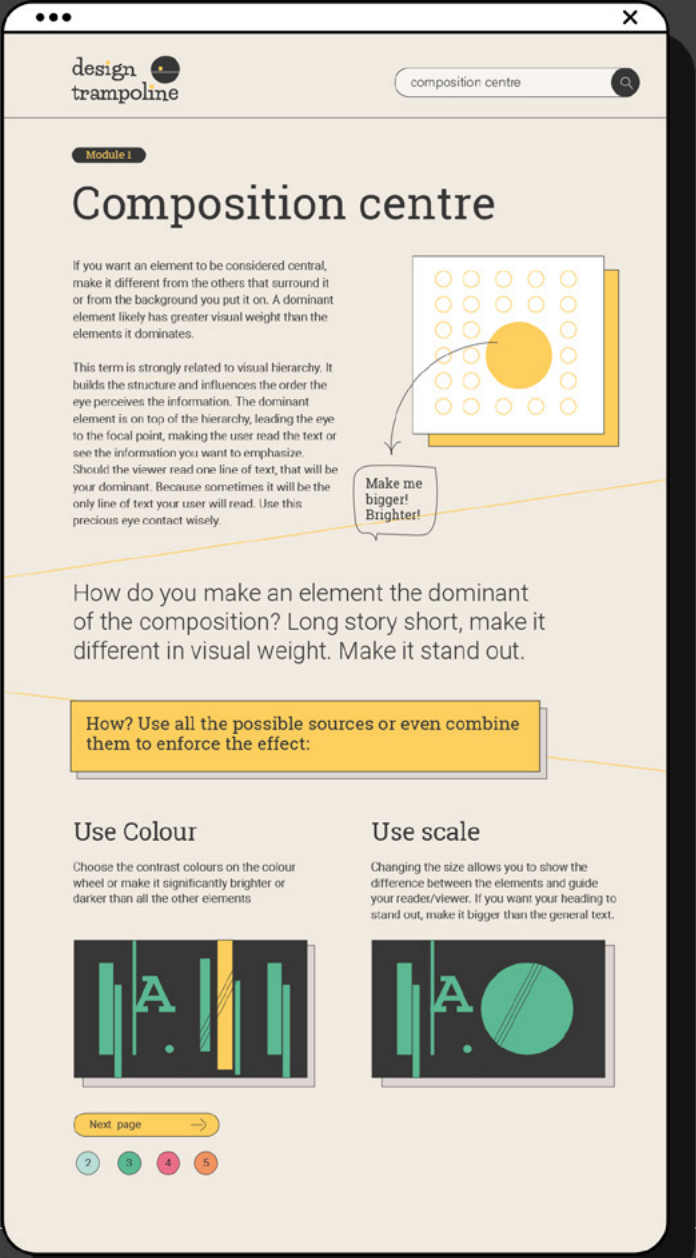 design
trampoline
composition centre
Module 1
Composition centre
If you want an element to be considered central,
make it different from the others that surround it
or from the background you put it on. A dominant
element likely has greater visual weight than the
elements it dominates.
This term is strongly related to visual hierarchy. It
builds the structure and influences the order the
eye perceives the information. The dominant
element is on top of the hierarchy, leading the eye
to the focal point, making the user read the text or
see the information you want to emphasize.
Should the viewer read one line of text, that will be
your dominant. Because sometimes it will be the
only line of text your user will read. Use this
precious eye contact wisely.
Make me
bigger!
Brighter!
How do you make an element the dominant
of the composition? Long story short, make it
different in visual weight. Make it stand out.
How? Use all the possible sources or even combine
them to enforce the effect:
Use Colour
Choose the contrast colours on the colour
wheel or make it significantly brighter or
darker than all the other elements
A.
Use scale
Changing the size allows you to show the
difference between the elements and guide
your reader/viewer. If you want your heading to
stand out, make it bigger than the general text.
A.
Next page
2 3 4 5